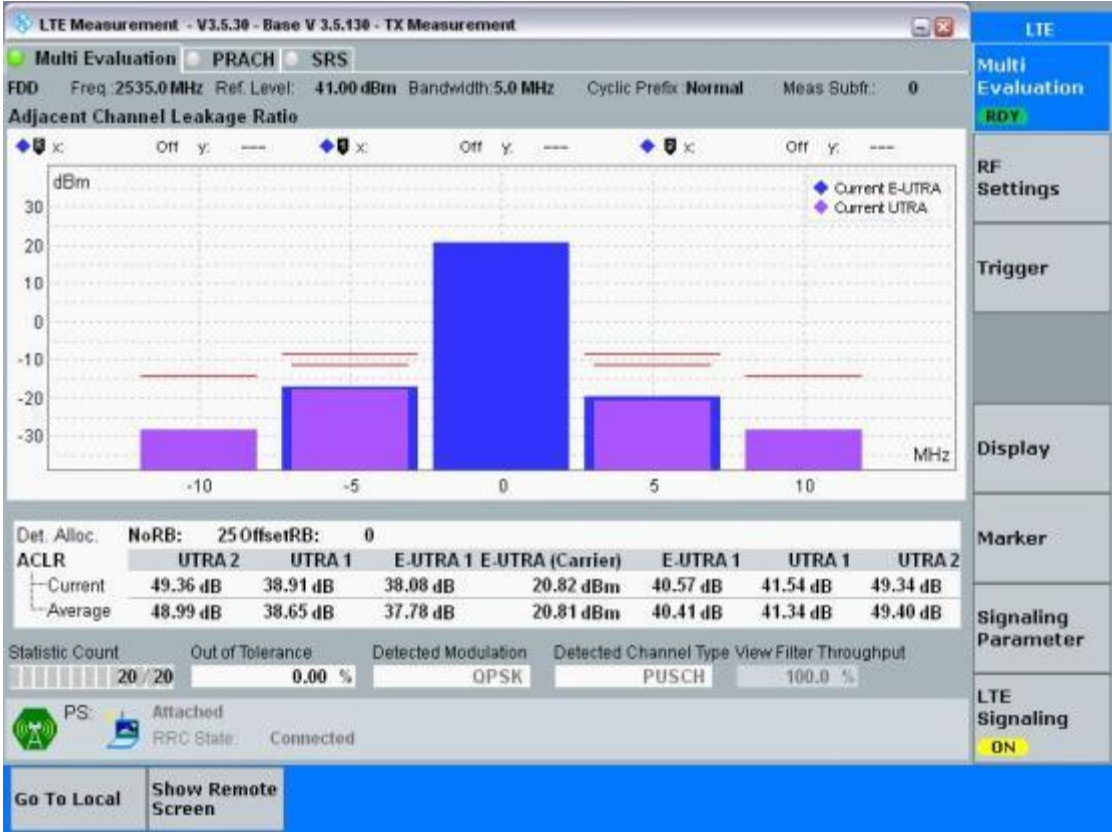 LTE Measurement - V3.5.30 - Base V 3.5.130 - TX Measurement
LTE
Multi Evaluation PRACH SRS
FDD Freq.:2535.0 MHz Ref. Level: 41.00 dBm Bandwidth:5.0 MHz Cyclic Prefix :Normal Meas Subfr.: 0
Adjacent Channel Leakage Ratio
x: Off y: --- x: Off y: --- x: Off y: ---
dBm
Current E-UTRA
Current UTRA
30
20
10
0
-10
-20
-30
MHz
-10 -5 0 5 10
Det. Alloc. NoRB: 25 OffsetRB: 0
ACLR UTRA 2 UTRA 1 E-UTRA 1 E-UTRA (Carrier) E-UTRA 1 UTRA 1 UTRA 2
Current 49.36 dB 38.91 dB 38.08 dB 20.82 dBm 40.57 dB 41.54 dB 49.34 dB
Average 48.99 dB 38.65 dB 37.78 dB 20.81 dBm 40.41 dB 41.34 dB 49.40 dB
Statistic Count Out of Tolerance Detected Modulation Detected Channel Type View Filter Throughput
20 / 20 0.00 % QPSK PUSCH 100.0 %
PS: Attached
RRC State: Connected
Multi
Evaluation
RDY
RF
Settings
Trigger
Display
Marker
Signaling
Parameter
LTE
Signaling
ON
Go To Local
Show Remote
Screen